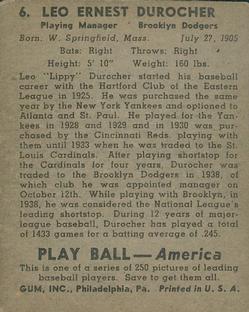 6. LEO ERNEST DUROCHER
Playing Manager Brooklyn Dodgers
Born. W. Springfield, Mass. July 27, 1905
Bats: Right Throws: Right
Height: 5' 10" Weight: 160 lbs.
Leo "Lippy" Durocher started his baseball
career with the Hartford Club of the Eastern
League in 1925. He was purchased the same
year by the New York Yankees and optioned to
Atlanta and St. Paul. He played for the Yan-
kees in 1928 and 1929 and in 1930 was pur-
chased by the Cincinnati Reds, playing with
them until 1933 when he was traded to the St.
Louis Cardinals. After playing shortstop for
the Cardinals for four years, Durocher was
traded to the Brooklyn Dodgers in 1938, of
which club he was appointed manager on
October 12th. While playing with Brooklyn, in
1938, he was considered the National League's
leading shortstop. During 12 years of major-
league baseball, Durocher has played a total
of 1433 games for a batting average of .245.
PLAY BALL—America
This is one of a series of 250 pictures of leading
baseball players. Save to get them all.
GUM, INC., Philadelphia, Pa. Printed in U. S. A.